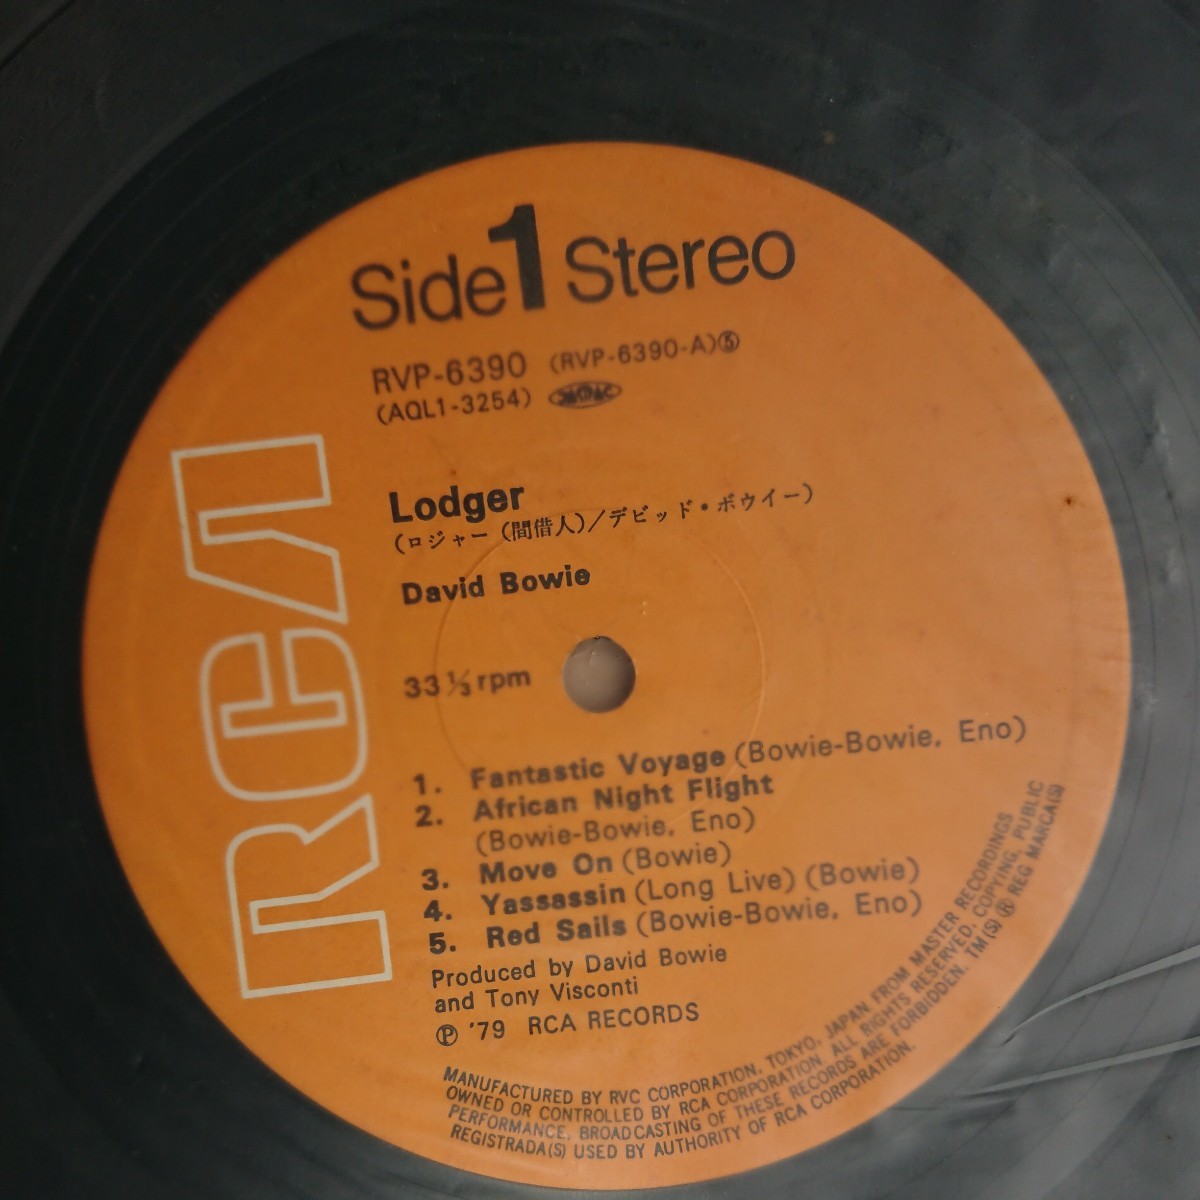 Side 1 Stereo
RVP-6390 (RVP-6390-A)⑤
(AQL1-3254) JASRAC
Lodger
(ロジャー (間借人)/デビッド・ボウイー)
David Bowie
33 ⅓ rpm
1. Fantastic Voyage (Bowie-Bowie, Eno)
2. African Night Flight
(Bowie-Bowie, Eno)
3. Move On (Bowie)
4. Yassassin (Long Live) (Bowie)
5. Red Sails (Bowie-Bowie, Eno)
Produced by David Bowie
and Tony Visconti
Ⓟ '79 RCA RECORDS
MANUFACTURED BY RVC CORPORATION, TOKYO, JAPAN FROM MASTER RECORDINGS
OWNED OR CONTROLLED BY RCA CORPORATION. ALL RIGHTS RESERVED. COPYING, PUBLIC
PERFORMANCE, BROADCASTING OF THESE RECORDS ARE FORBIDDEN. TM(S) ® REG MARCA(S)
REGISTRADA(S) USED BY AUTHORITY OF RCA CORPORATION.
RCA